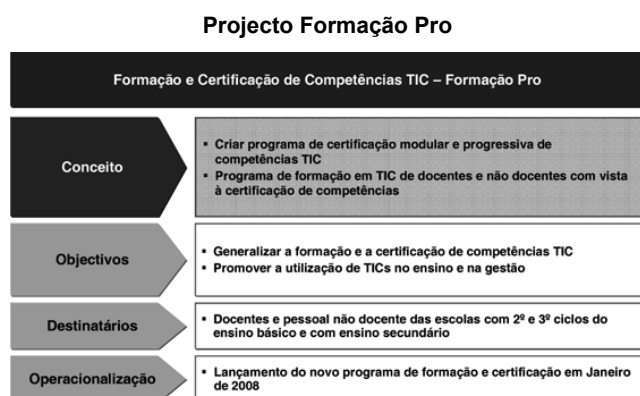 Projecto Formação Pro
Formação e Certificação de Competências TIC – Formação Pro
Conceito
▪ Criar programa de certificação modular e progressiva de
competências TIC
▪ Programa de formação em TIC de docentes e não docentes com vista
à certificação de competências
Objectivos
▪ Generalizar a formação e a certificação de competências TIC
▪ Promover a utilização de TICs no ensino e na gestão
Destinatários
▪ Docentes e pessoal não docente das escolas com 2º e 3º ciclos do
ensino básico e com ensino secundário
Operacionalização
▪ Lançamento do novo programa de formação e certificação em Janeiro
de 2008